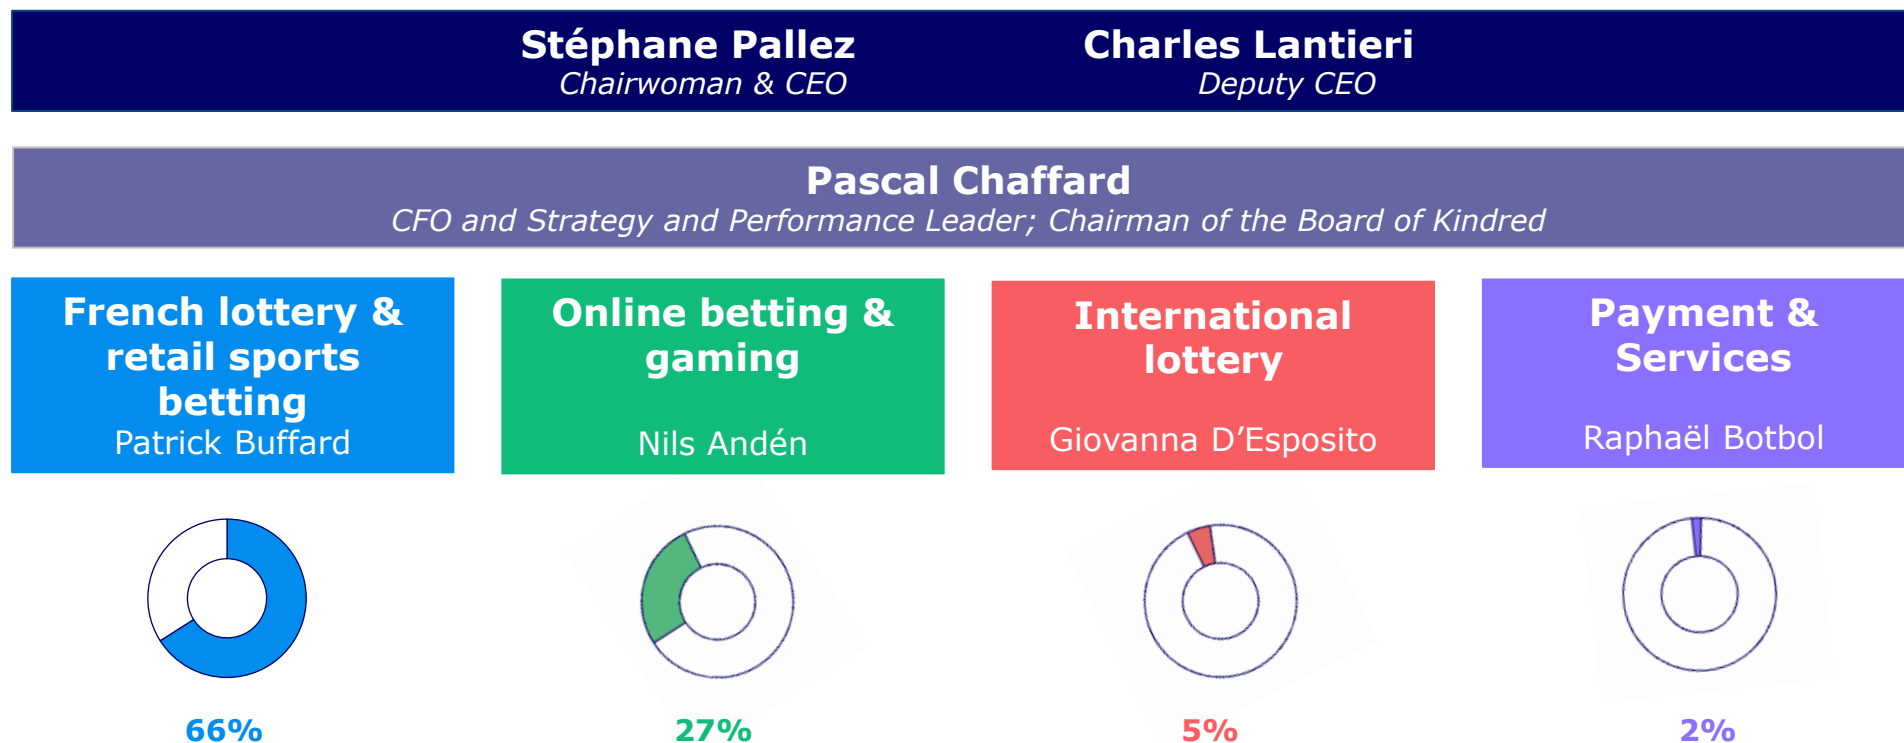 Stéphane Pallez Charles Lantieri
Chairwoman & CEO Deputy CEO
Pascal Chaffard
CFO and Strategy and Performance Leader; Chairman of the Board of Kindred
French lottery &
retail sports
betting
Patrick Buffard
Online betting &
gaming
Nils Andén
International
lottery
Giovanna D’Esposito
Payment &
Services
Raphaël Botbol
66%
27%
5%
2%